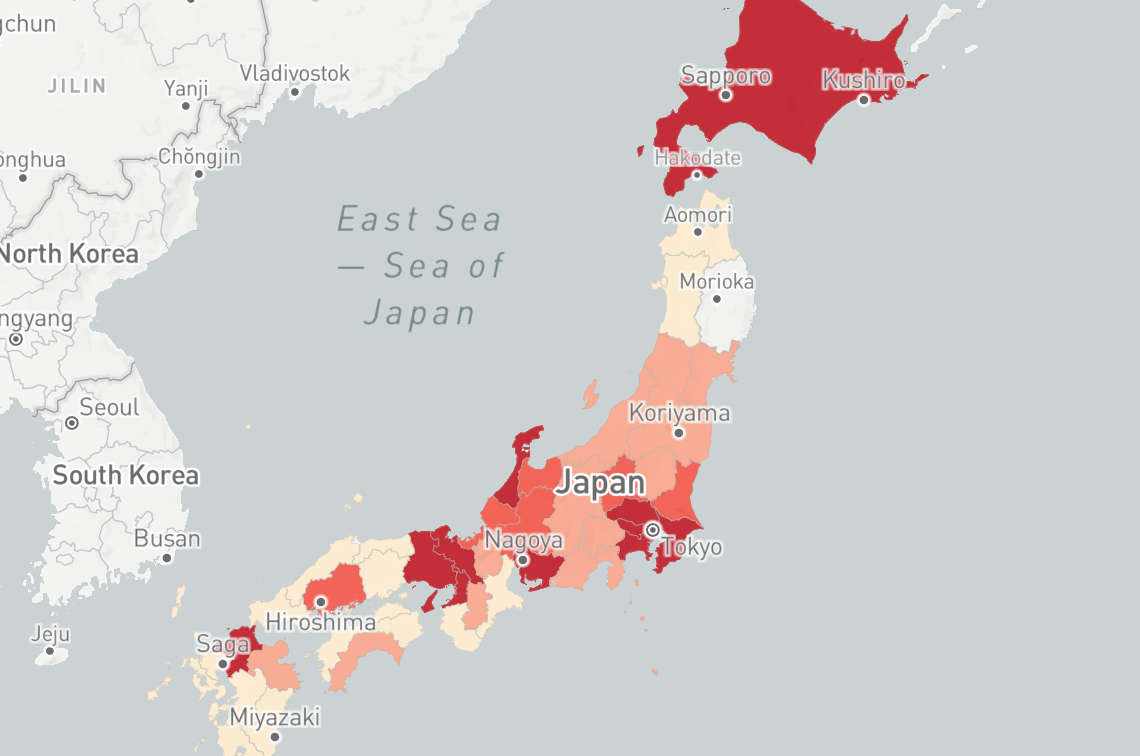 gchun
JILIN
Yanji
Vladivostok
Sapporo
Kushiro
Chŏngjin
onghua
Hakodate
Aomori
East Sea
— Sea of
Japan
North Korea
Morioka
ngyang
Seoul
Koriyama
South Korea
Japan
Busan
Nagoya
Tokyo
Hiroshima
Jeju
Saga
Miyazaki